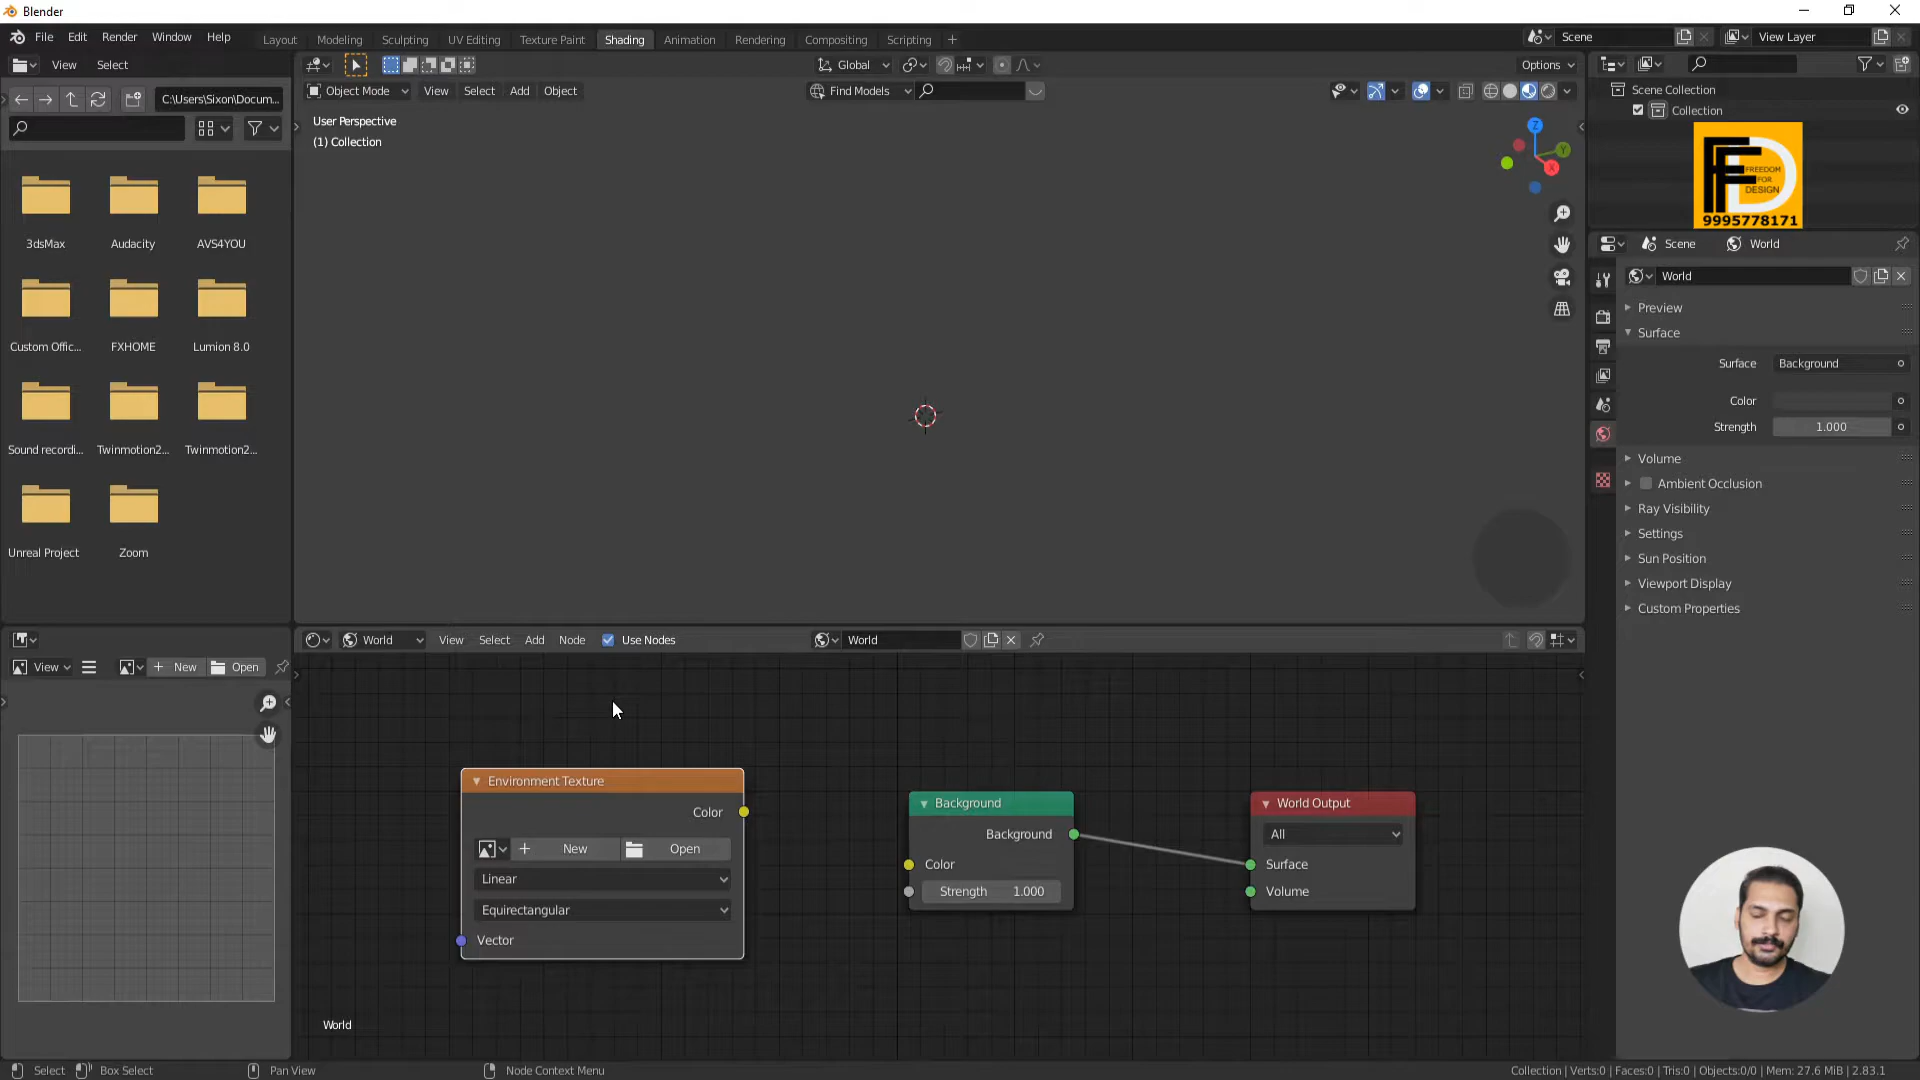 Blender
File Edit Render Window Help
Layout Modeling Sculpting UV Editing Texture Paint Shading Animation Rendering Compositing Scripting
Scene
View Layer
View Select
Global
Options
C:\Users\Sixon\Docum...
Object Mode View Select Add Object
Find Models
Scene Collection
Collection
User Perspective
(1) Collection
Z
Y
X
FREEDOM
FOR
DESIGN
9995778171
3dsMax
Audacity
AVS4YOU
Custom Offic...
FXHOME
Lumion 8.0
Sound recordi...
Twinmotion2...
Twinmotion2...
Unreal Project
Zoom
Scene World
World
Preview
Surface
Surface Background
Color
Strength 1.000
Volume
Ambient Occlusion
Ray Visibility
Settings
Sun Position
Viewport Display
Custom Properties
World View Select Add Node Use Nodes
World
View New Open
Environment Texture
Color
New Open
Linear
Equirectangular
Vector
Background
Background
Color
Strength 1.000
World Output
All
Surface
Volume
World
Select Box Select Pan View Node Context Menu
Collection | Verts:0 | Faces:0 | Tris:0 | Objects:0/0 | Mem: 27.6 MiB | 2.83.1